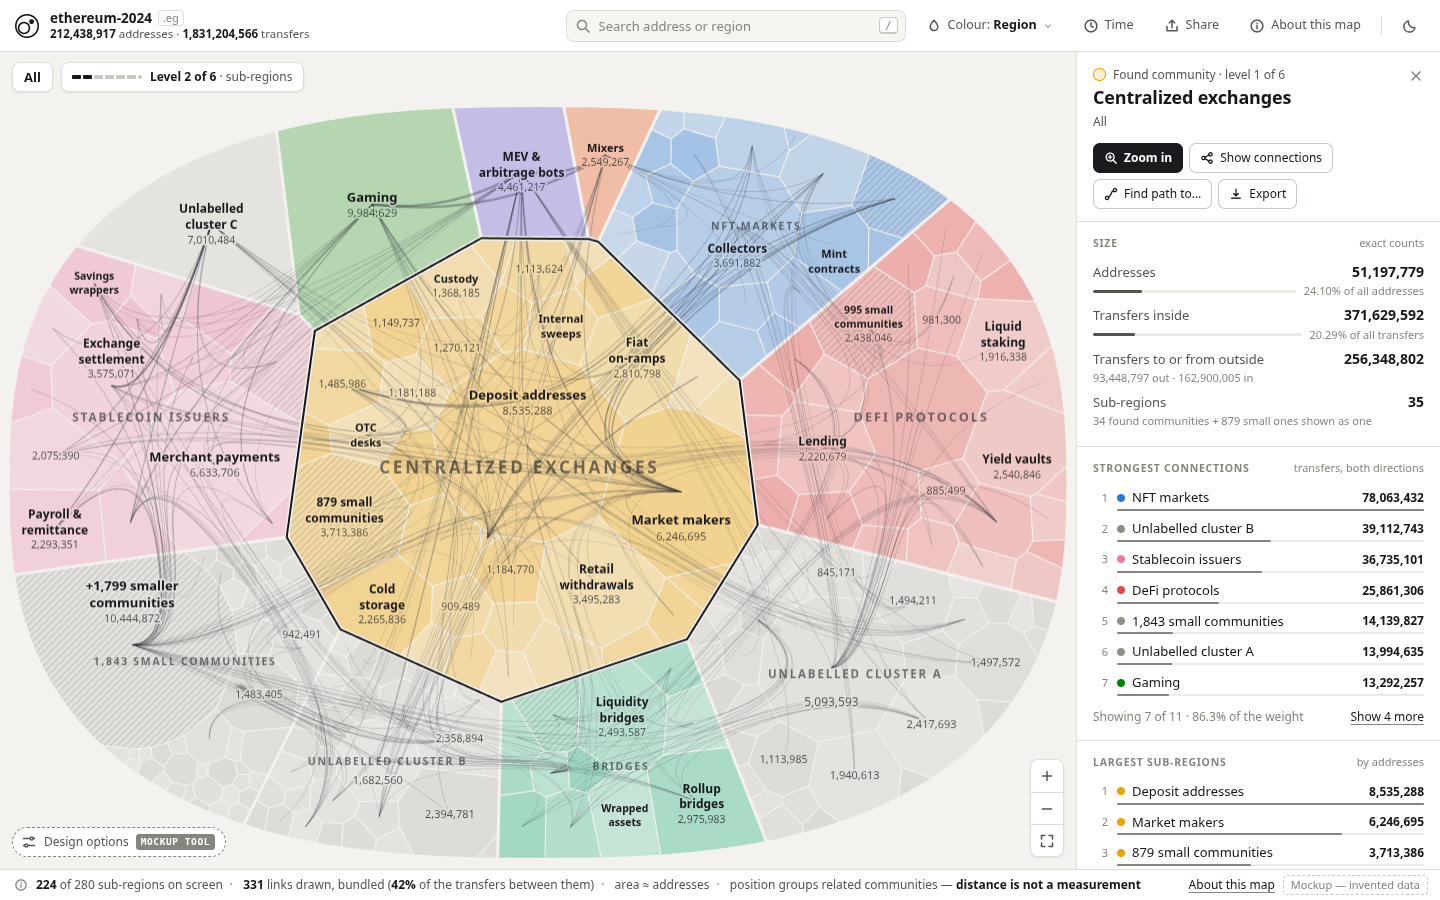 ethereum-2024 .eg
212,438,917 addresses · 1,831,204,566 transfers
Search address or region /
Colour: Region
Time
Share
About this map
All
Level 2 of 6 · sub-regions
Mixers
2,549,267
MEV &
arbitrage bots
4,461,217
Gaming
9,984,629
Unlabelled
cluster C
7,010,484
NFT MARKETS
Collectors
3,691,882
Mint
contracts
Savings
wrappers
Custody
1,368,185
1,113,624
1,149,737
Internal
sweeps
995 small
communities
2,438,046
981,300
Liquid
staking
1,916,338
Exchange
settlement
3,575,071
1,270,121
Fiat
on-ramps
2,810,798
1,485,986
1,181,188
Deposit addresses
8,535,288
STABLECOIN ISSUERS
DEFI PROTOCOLS
OTC
desks
Lending
2,220,679
2,075,390
Merchant payments
6,633,706
CENTRALIZED EXCHANGES
Yield vaults
2,540,846
885,499
Payroll &
remittance
2,293,351
879 small
communities
3,713,386
Market makers
6,246,695
+1,799 smaller
communities
10,444,872
1,184,770
Retail
withdrawals
3,495,283
845,171
Cold
storage
2,265,836
909,489
1,494,211
942,491
1,843 SMALL COMMUNITIES
1,497,572
UNLABELLED CLUSTER A
5,093,593
1,483,405
Liquidity
bridges
2,493,587
2,417,693
2,358,894
UNLABELLED CLUSTER B
1,682,560
BRIDGES
1,113,985
1,940,613
Rollup
bridges
2,975,983
Wrapped
assets
2,394,781
Design options MOCKUP TOOL
Found community · level 1 of 6
Centralized exchanges
All
Zoom in
Show connections
Find path to...
Export
SIZE exact counts
Addresses 51,197,779
24.10% of all addresses
Transfers inside 371,629,592
20.29% of all transfers
Transfers to or from outside 256,348,802
93,448,797 out · 162,900,005 in
Sub-regions 35
34 found communities + 879 small ones shown as one
STRONGEST CONNECTIONS transfers, both directions
1 NFT markets 78,063,432
2 Unlabelled cluster B 39,112,743
3 Stablecoin issuers 36,735,101
4 DeFi protocols 25,861,306
5 1,843 small communities 14,139,827
6 Unlabelled cluster A 13,994,635
7 Gaming 13,292,257
Showing 7 of 11 · 86.3% of the weight Show 4 more
LARGEST SUB-REGIONS by addresses
1 Deposit addresses 8,535,288
2 Market makers 6,246,695
3 879 small communities 3,713,386
224 of 280 sub-regions on screen · 331 links drawn, bundled (42% of the transfers between them) · area ≈ addresses · position groups related communities — distance is not a measurement
About this map
Mockup — invented data